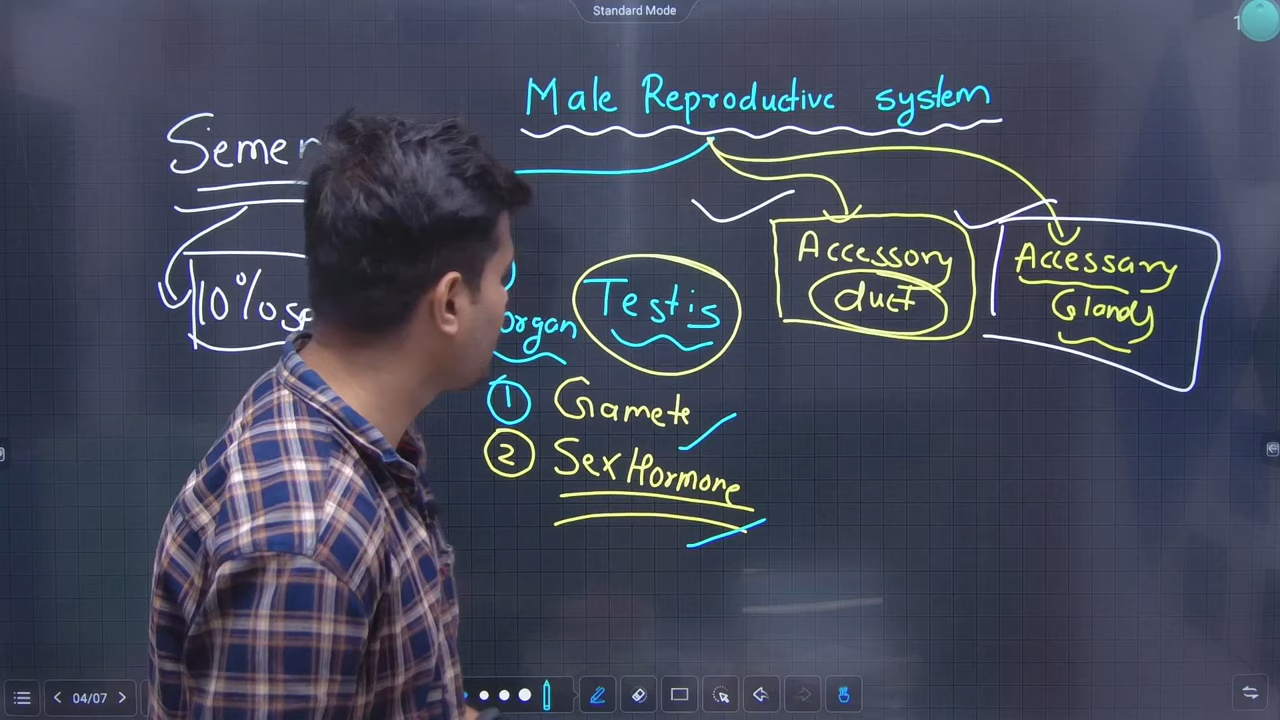 Standard Mode
Male Reproductive system
Semen
10%
organ
Testis
Accessory
duct
Accessary
Glands
1 Gamete
2 Sex Hormone
04/07